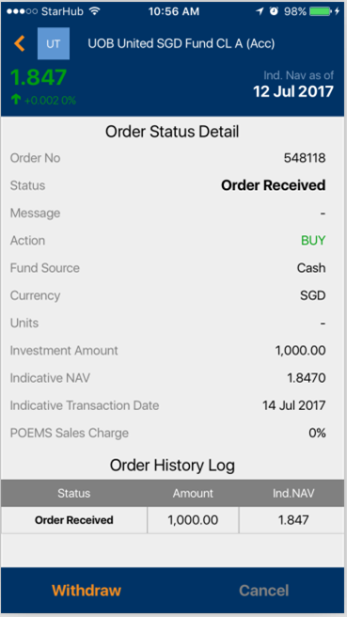 ●●●○○ StarHub 10:56 AM 98%
UT UOB United SGD Fund CL A (Acc)
1.847 Ind. Nav as of
+0.002 0% 12 Jul 2017
Order Status Detail
Order No 548118
Status Order Received
Message -
Action BUY
Fund Source Cash
Currency SGD
Units -
Investment Amount 1,000.00
Indicative NAV 1.8470
Indicative Transaction Date 14 Jul 2017
POEMS Sales Charge 0%
Order History Log
Status Amount Ind.NAV
Order Received 1,000.00 1.847
Withdraw Cancel